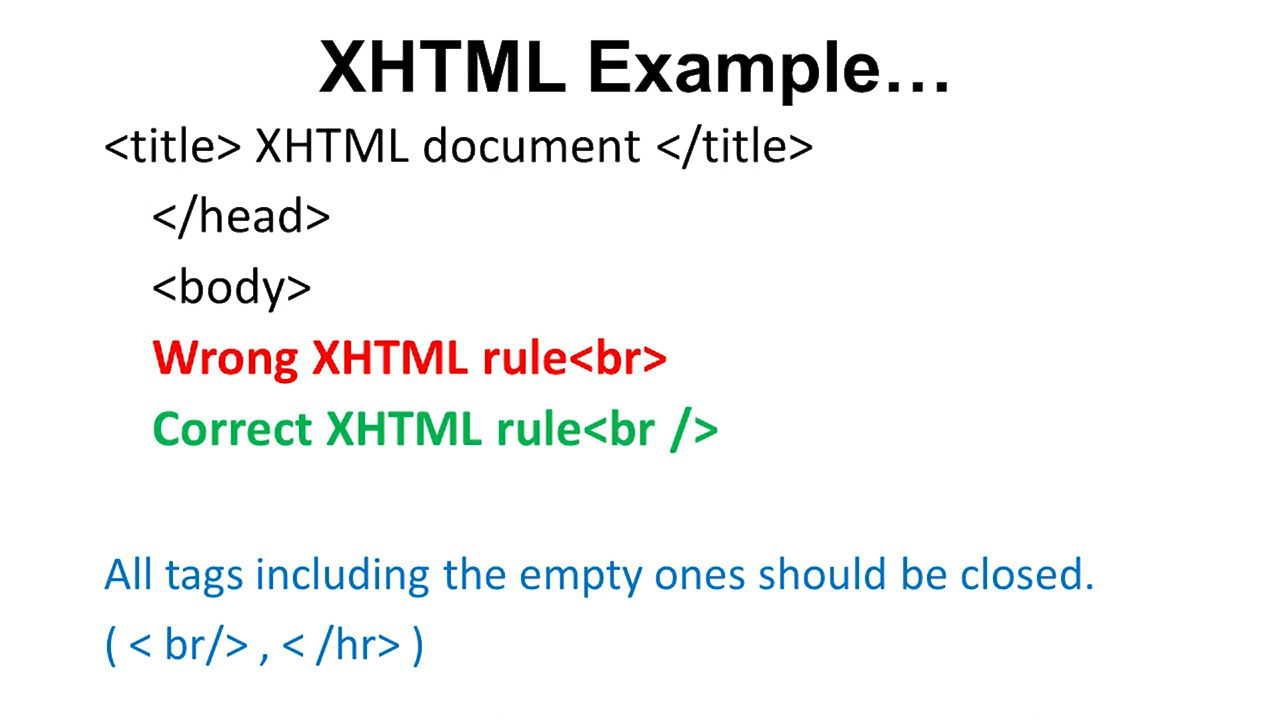 XHTML Example…
<title> XHTML document </title>
</head>
<body>
Wrong XHTML rule<br>
Correct XHTML rule<br />
All tags including the empty ones should be closed.
( < br/> , < /hr> )